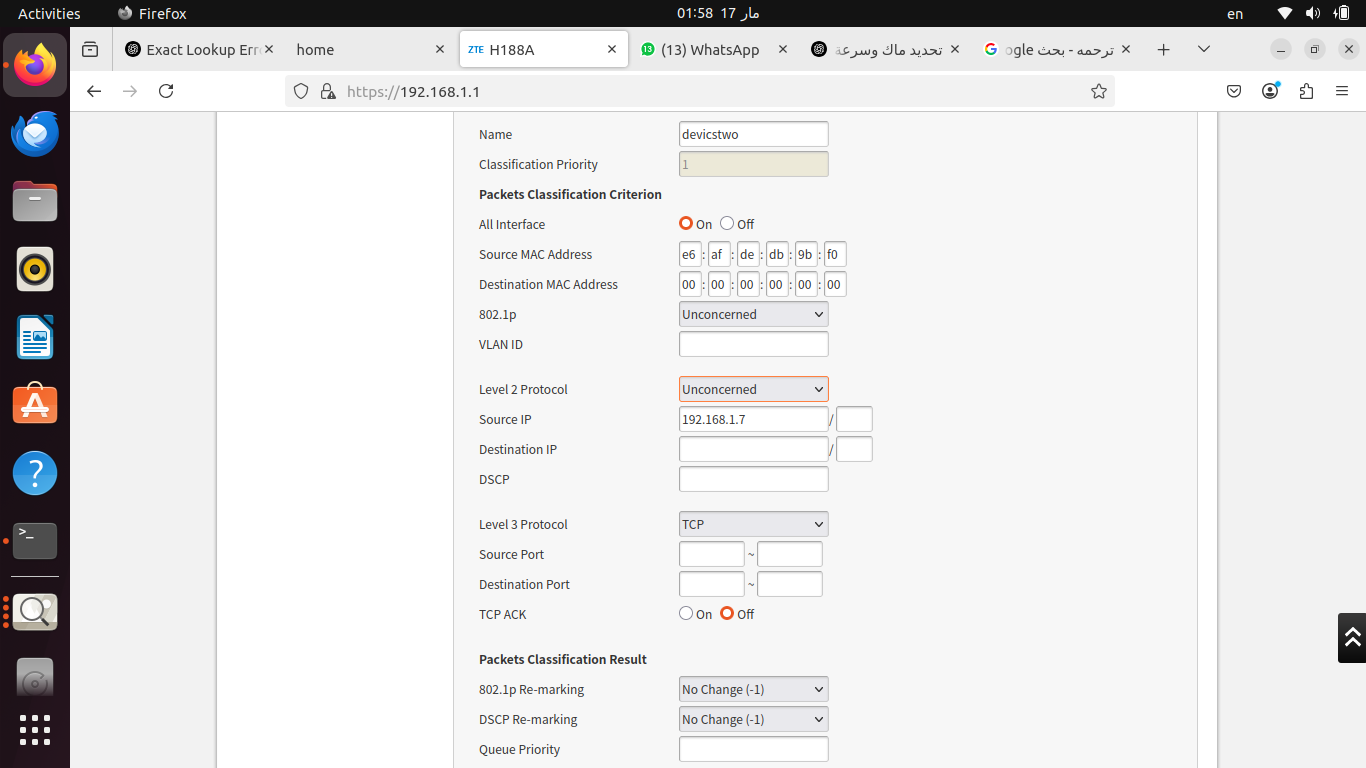 Activities Firefox 01:58 17 مار en
Exact Lookup Err home ZTE H188A (13) WhatsApp تحديد ماك وسرعة ترجمه - بحث ogle
https://192.168.1.1
Name devicstwo
Classification Priority 1
Packets Classification Criterion
All Interface On Off
Source MAC Address e6 : af : de : db : 9b : f0
Destination MAC Address 00 : 00 : 00 : 00 : 00 : 00
802.1p Unconcerned
VLAN ID
Level 2 Protocol Unconcerned
Source IP 192.168.1.7 /
Destination IP /
DSCP
Level 3 Protocol TCP
Source Port ~
Destination Port ~
TCP ACK On Off
Packets Classification Result
802.1p Re-marking No Change (-1)
DSCP Re-marking No Change (-1)
Queue Priority